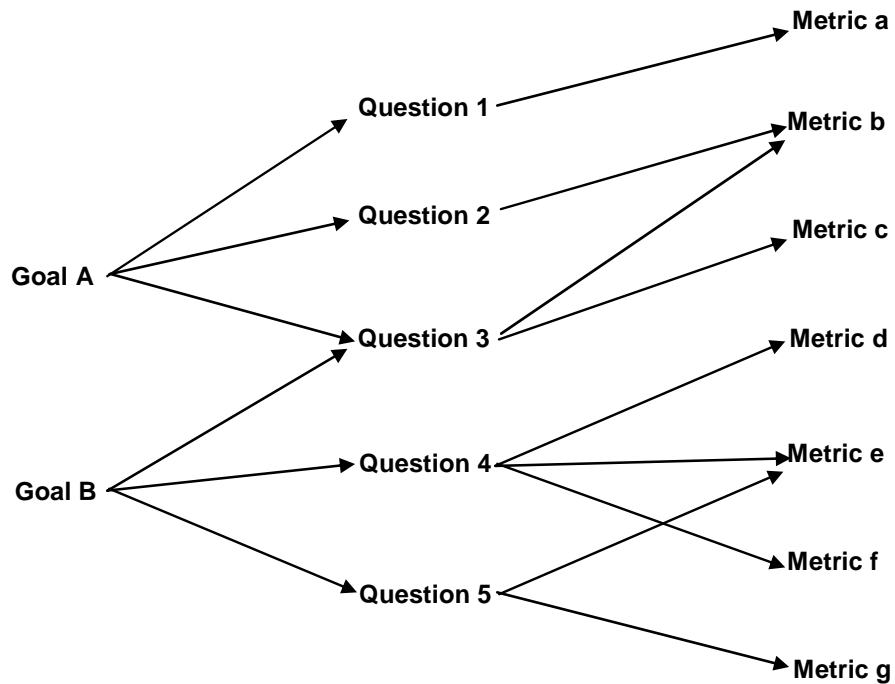 Metric a
Question 1
Metric b
Question 2
Metric c
Goal A
Question 3
Metric d
Question 4
Metric e
Goal B
Metric f
Question 5
Metric g